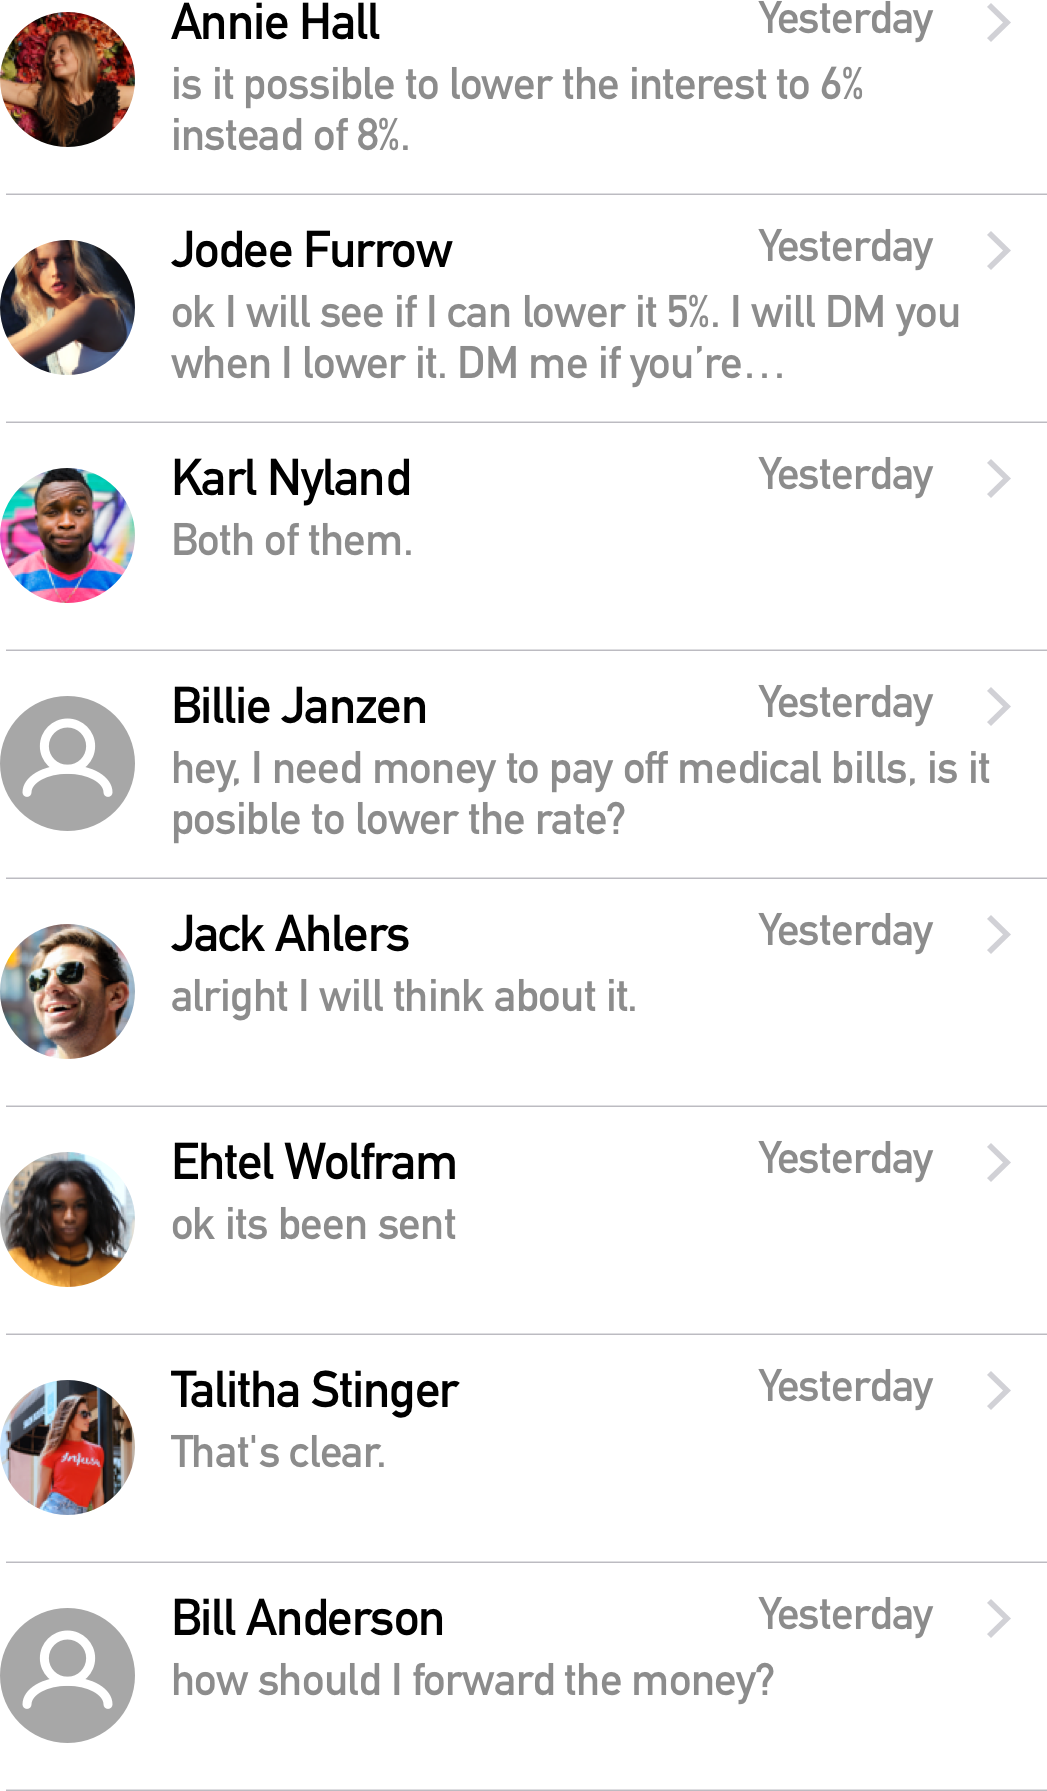 Annie Hall
Yesterday
is it possible to lower the interest to 6%
instead of 8%.
Jodee Furrow
Yesterday
ok I will see if I can lower it 5%. I will DM you
when I lower it. DM me if you’re…
Karl Nyland
Yesterday
Both of them.
Billie Janzen
Yesterday
hey, I need money to pay off medical bills, is it
posible to lower the rate?
Jack Ahlers
Yesterday
alright I will think about it.
Ehtel Wolfram
Yesterday
ok its been sent
Talitha Stinger
Yesterday
That's clear.
Bill Anderson
Yesterday
how should I forward the money?